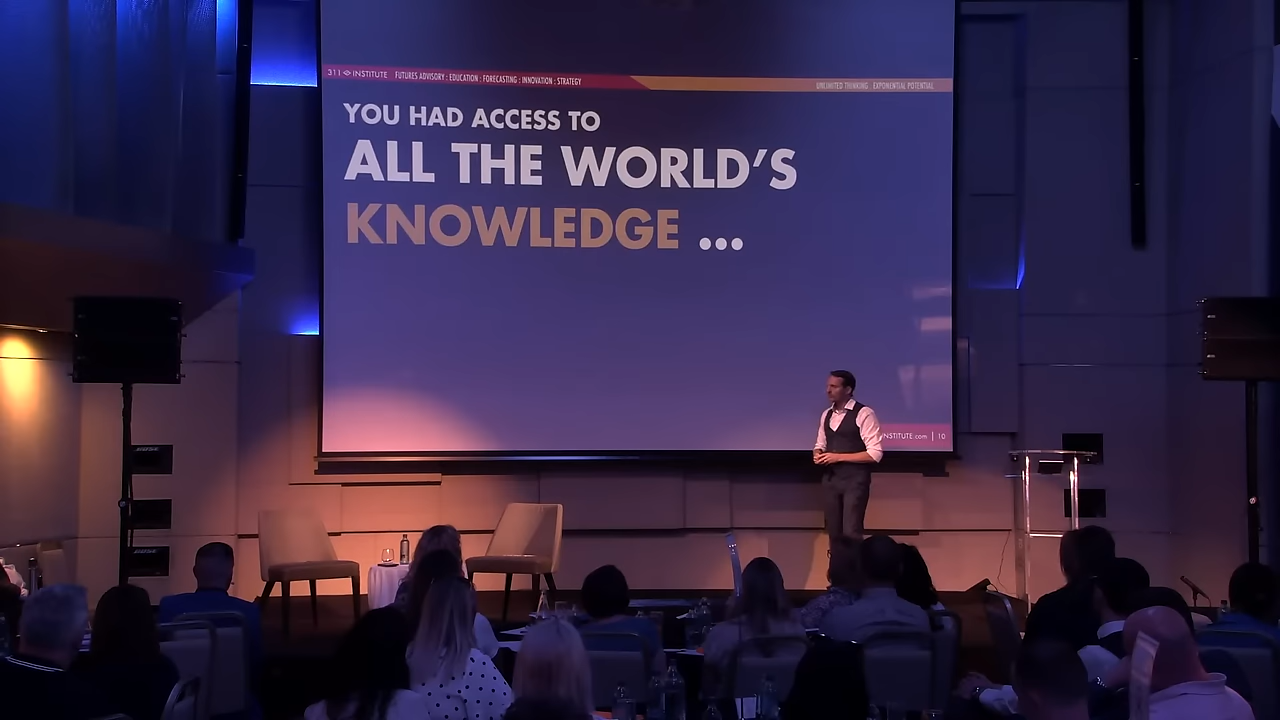 311 INSTITUTE FUTURES ADVISORY : EDUCATION : FORECASTING : INNOVATION : STRATEGY
UNLIMITED THINKING . EXPONENTIAL POTENTIAL
YOU HAD ACCESS TO
ALL THE WORLD'S
KNOWLEDGE ...
INSTITUTE.com | 10